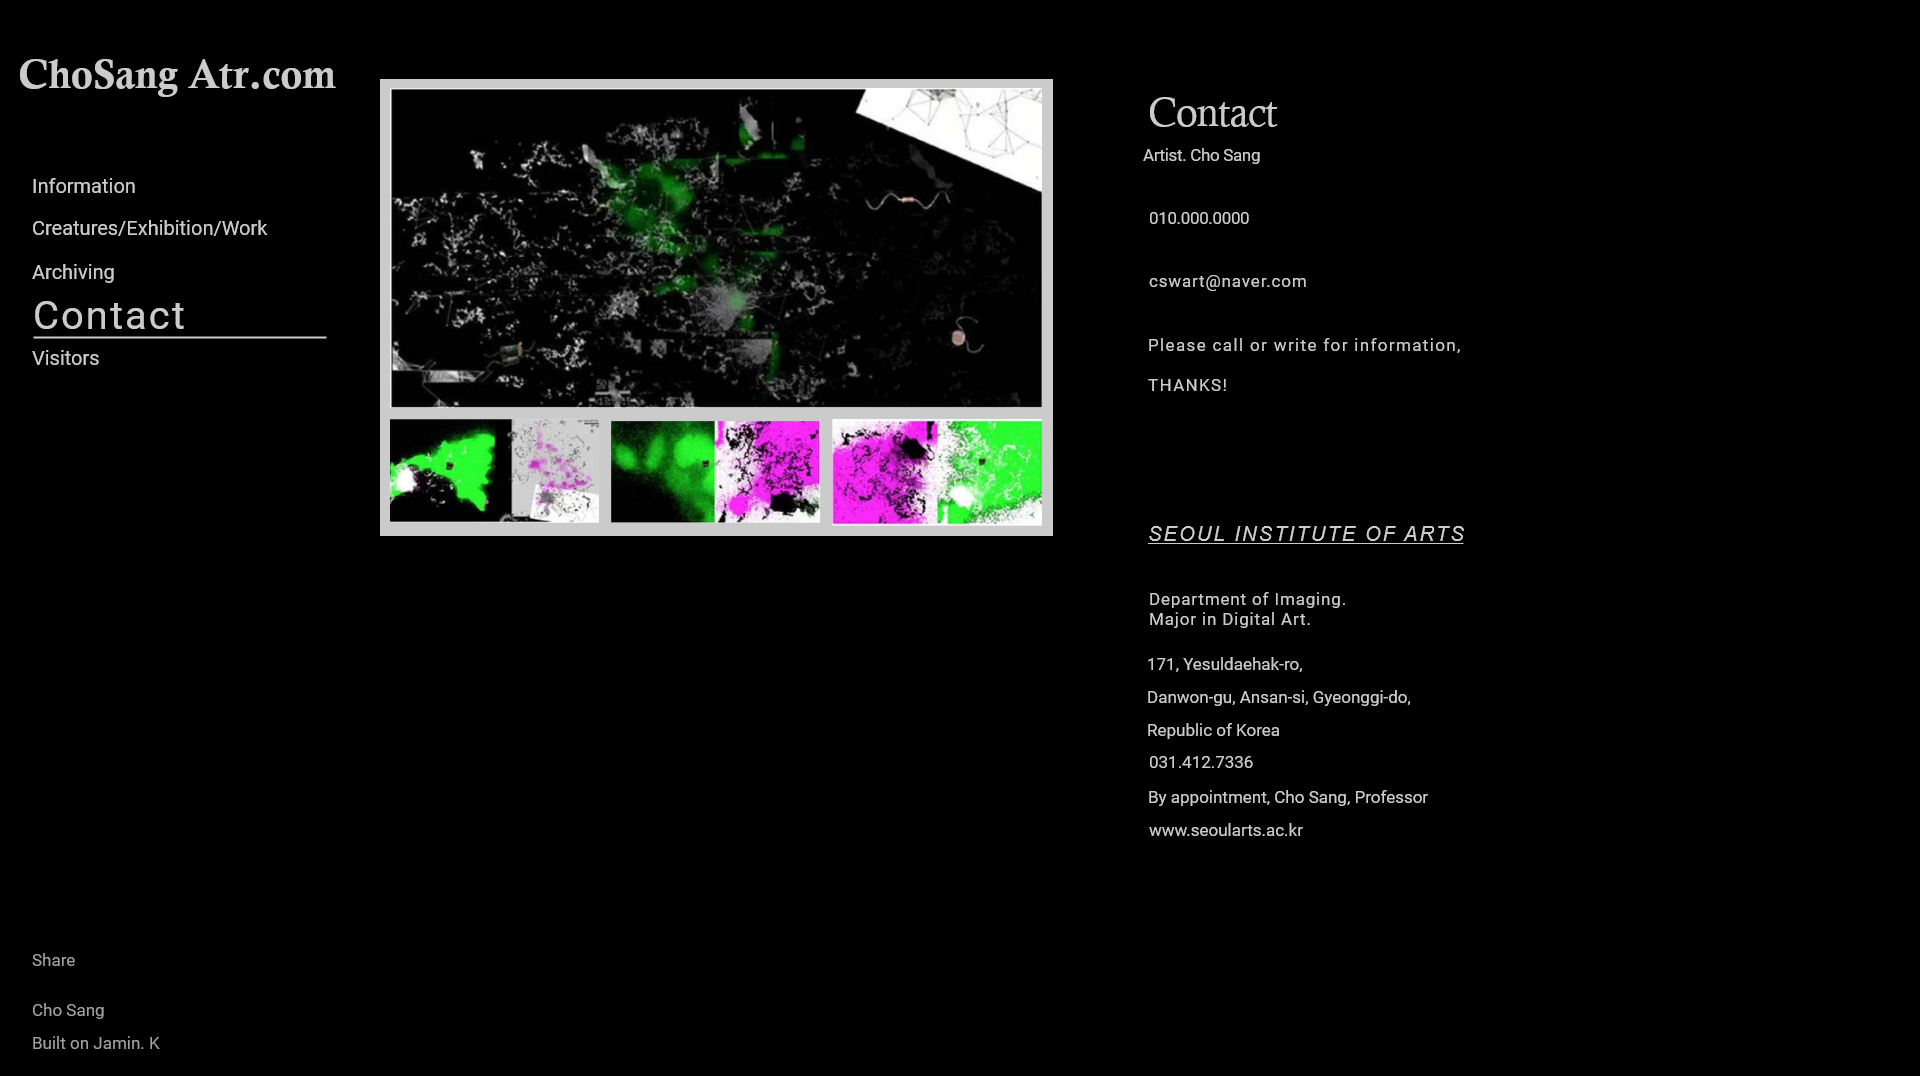 ChoSang Atr.com
Information
Creatures/Exhibition/Work
Archiving
Contact
Visitors
Contact
Artist. Cho Sang
010.000.0000
cswart@naver.com
Please call or write for information,
THANKS!
SEOUL INSTITUTE OF ARTS
Department of Imaging.
Major in Digital Art.
171, Yesuldaehak-ro,
Danwon-gu, Ansan-si, Gyeonggi-do,
Republic of Korea
031.412.7336
By appointment, Cho Sang, Professor
www.seoularts.ac.kr
Share
Cho Sang
Built on Jamin. K